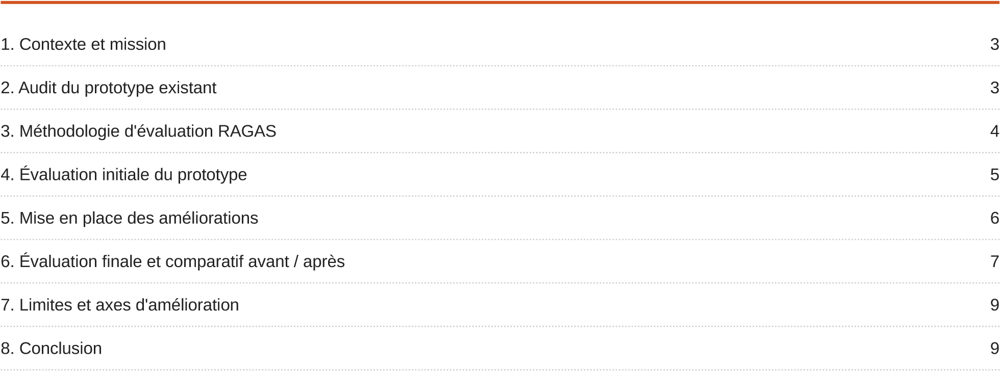 1. Contexte et mission 3
2. Audit du prototype existant 3
3. Méthodologie d'évaluation RAGAS 4
4. Évaluation initiale du prototype 5
5. Mise en place des améliorations 6
6. Évaluation finale et comparatif avant / après 7
7. Limites et axes d'amélioration 9
8. Conclusion 9